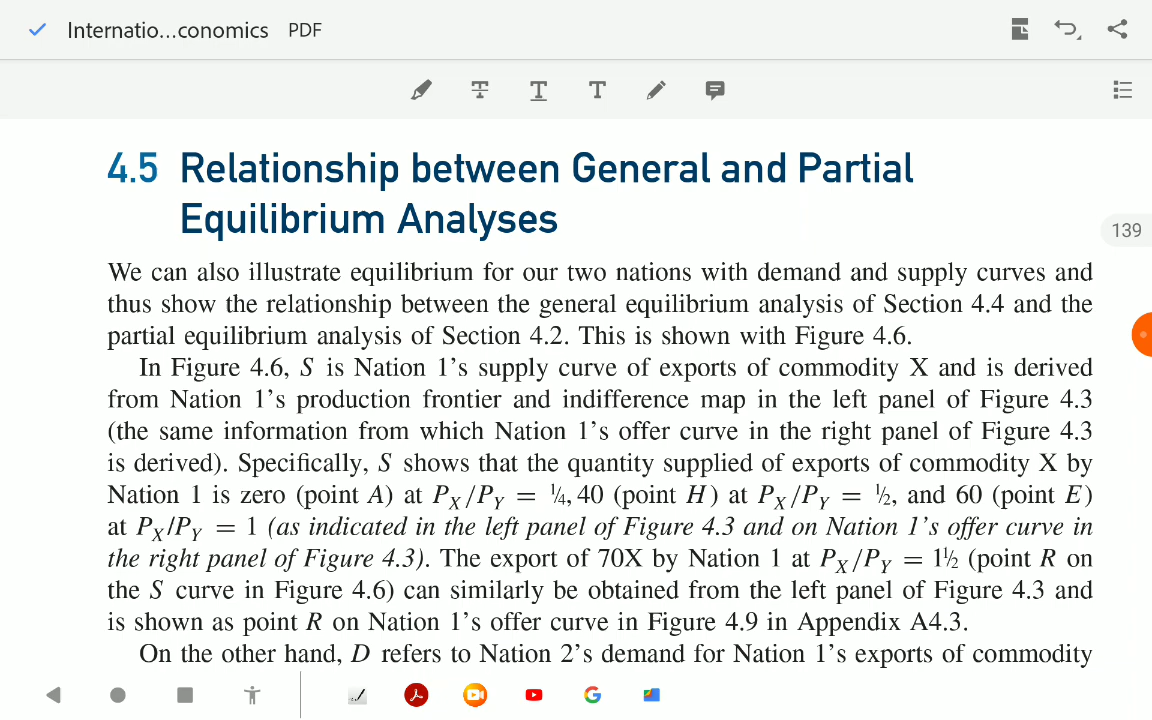 Internatio...conomics PDF
4.5 Relationship between General and Partial
Equilibrium Analyses
139
We can also illustrate equilibrium for our two nations with demand and supply curves and
thus show the relationship between the general equilibrium analysis of Section 4.4 and the
partial equilibrium analysis of Section 4.2. This is shown with Figure 4.6.
In Figure 4.6, S is Nation 1’s supply curve of exports of commodity X and is derived
from Nation 1’s production frontier and indifference map in the left panel of Figure 4.3
(the same information from which Nation 1’s offer curve in the right panel of Figure 4.3
is derived). Specifically, S shows that the quantity supplied of exports of commodity X by
Nation 1 is zero (point A) at PX/PY = ¼, 40 (point H) at PX/PY = ½, and 60 (point E)
at PX/PY = 1 (as indicated in the left panel of Figure 4.3 and on Nation 1’s offer curve in
the right panel of Figure 4.3). The export of 70X by Nation 1 at PX/PY = 1½ (point R on
the S curve in Figure 4.6) can similarly be obtained from the left panel of Figure 4.3 and
is shown as point R on Nation 1’s offer curve in Figure 4.9 in Appendix A4.3.
On the other hand, D refers to Nation 2’s demand for Nation 1’s exports of commodity